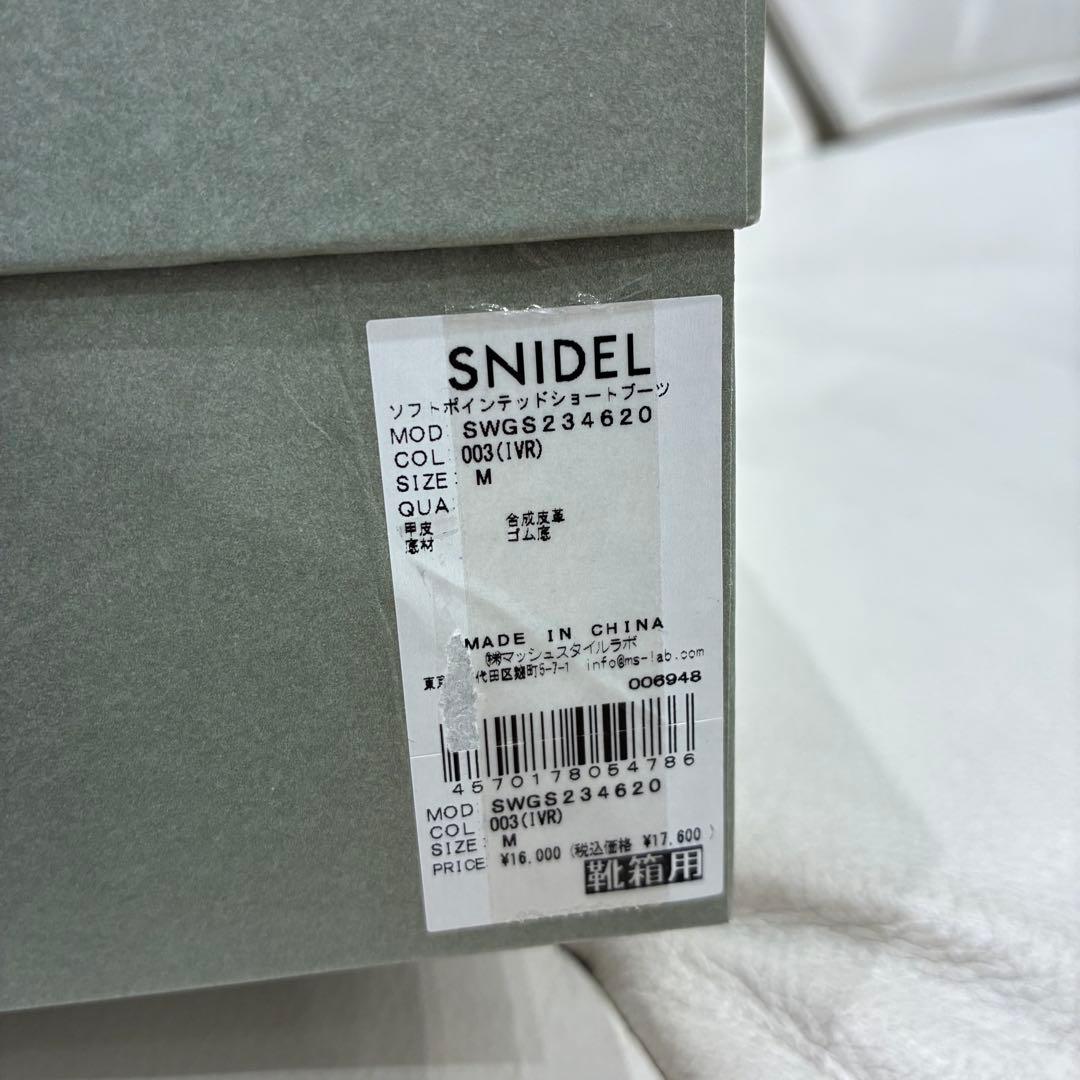 SNIDEL
ソフトポインテッドショートブーツ
MOD SWGS234620
COL 003(IVR)
SIZE: M
QUA:
甲皮 合成皮革
底材 ゴム底
MADE IN CHINA
㈱マッシュスタイルラボ
東京 代田区麹町5-7-1 info@ms-lab.com
006948
4570178054786
MOD SWGS234620
COL 003(IVR)
SIZE: M
PRICE ¥16,000 (税込価格 ¥17,600 )
靴箱用